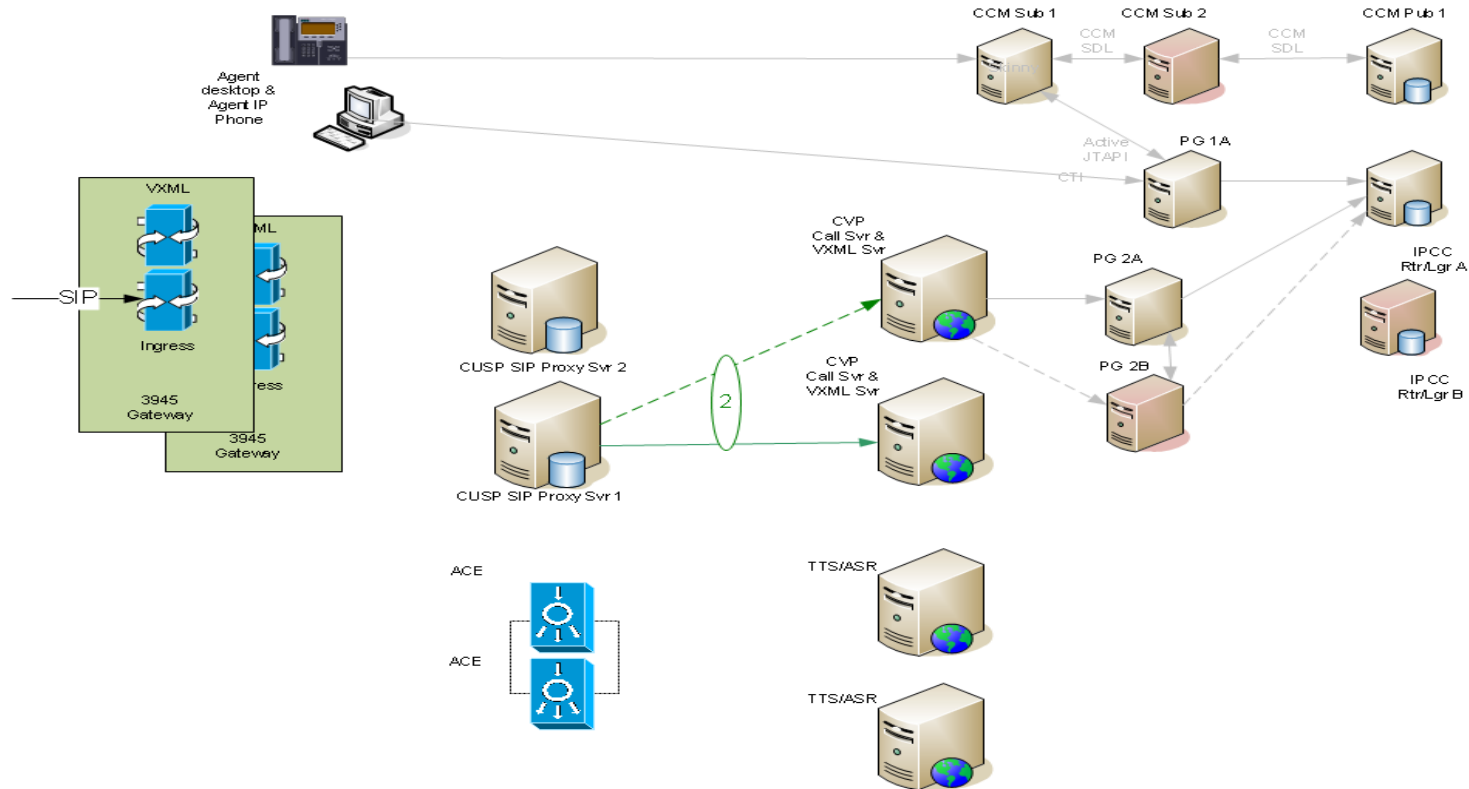 CCM Sub 1
CCM Sub 2
CCM Pub 1
CCM
SDL
CCM
SDL
Skinny
Agent
desktop &
Agent IP
Phone
Active
JTAPI
PG 1A
CTI
VXML
ML
SIP
Ingress
ress
3945
Gateway
3945
Gateway
CVP
Call Svr &
VXML Svr
PG 2A
IPCC
Rtr/Lgr A
CUSP SIP Proxy Svr 2
CVP
Call Svr &
VXML Svr
PG 2B
IPCC
Rtr/Lgr B
2
CUSP SIP Proxy Svr 1
ACE
TTS/ASR
ACE
TTS/ASR